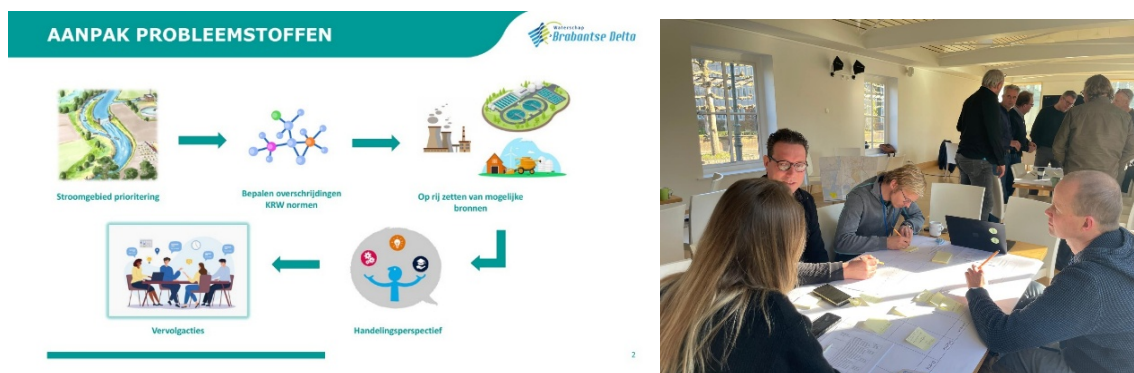 AANPAK PROBLEEMSTOFFEN
Waterschap
Brabantse Delta
Stroomgebied prioritering
Bepalen overschrijdingen
KRW normen
Op rij zetten van mogelijke
bronnen
Vervolgacties
Handelingsperspectief
2